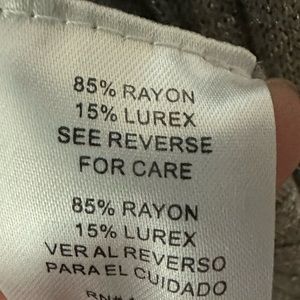 85% RAYON
15% LUREX
SEE REVERSE
FOR CARE
85% RAYON
15% LUREX
VER AL REVERSO
PARA EL CUIDADO